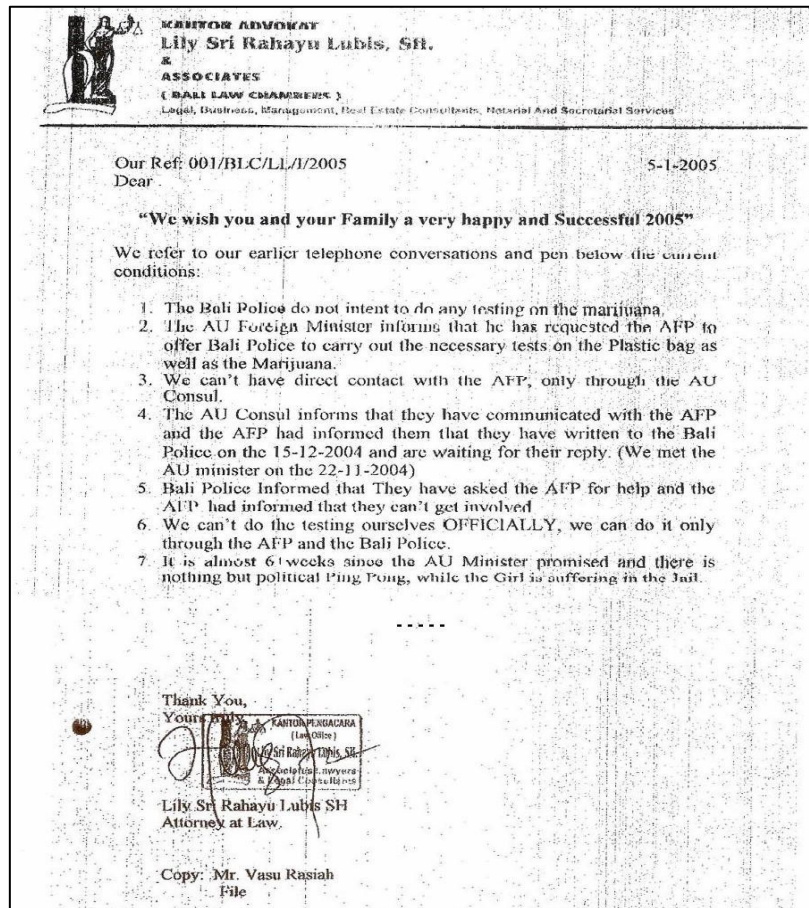 KANTOR ADVOKAT
Lily Sri Rahayu Lubis, SH.
&
ASSOCIATES
( BALI LAW CHAMBERS )
Legal, Business, Management, Real Estate Consultants, Notarial And Secretarial Services
Our Ref: 001/BLC/LL/I/2005 5-1-2005
Dear .
“We wish you and your Family a very happy and Successful 2005”
We refer to our earlier telephone conversations and pen below the current
conditions:
1. The Bali Police do not intent to do any testing on the marijuana.
2. The AU Foreign Minister informs that he has requested the AFP to
offer Bali Police to carry out the necessary tests on the Plastic bag as
well as the Marijuana.
3. We can't have direct contact with the AFP, only through the AU
Consul.
4. The AU Consul informs that they have communicated with the AFP
and the AFP had informed them that they have written to the Bali
Police on the 15-12-2004 and are waiting for their reply. (We met the
AU minister on the 22-11-2004)
5. Bali Police Informed that They have asked the AFP for help and the
AFP had informed that they can't get involved
6. We can't do the testing ourselves OFFICIALLY, we can do it only
through the AFP and the Bali Police.
7. It is almost 6 weeks since the AU Minister promised and there is
nothing but political Ping Pong, while the Girl is suffering in the Jail.
- - - - -
Thank You,
Yours truly
KANTOR PENGACARA
( Law Office )
Sri Rahayu Lubis, SH.
Lawyers
& Legal Consultants
Lily Sri Rahayu Lubis SH
Attorney at Law.
Copy: Mr. Vasu Rasiah
File